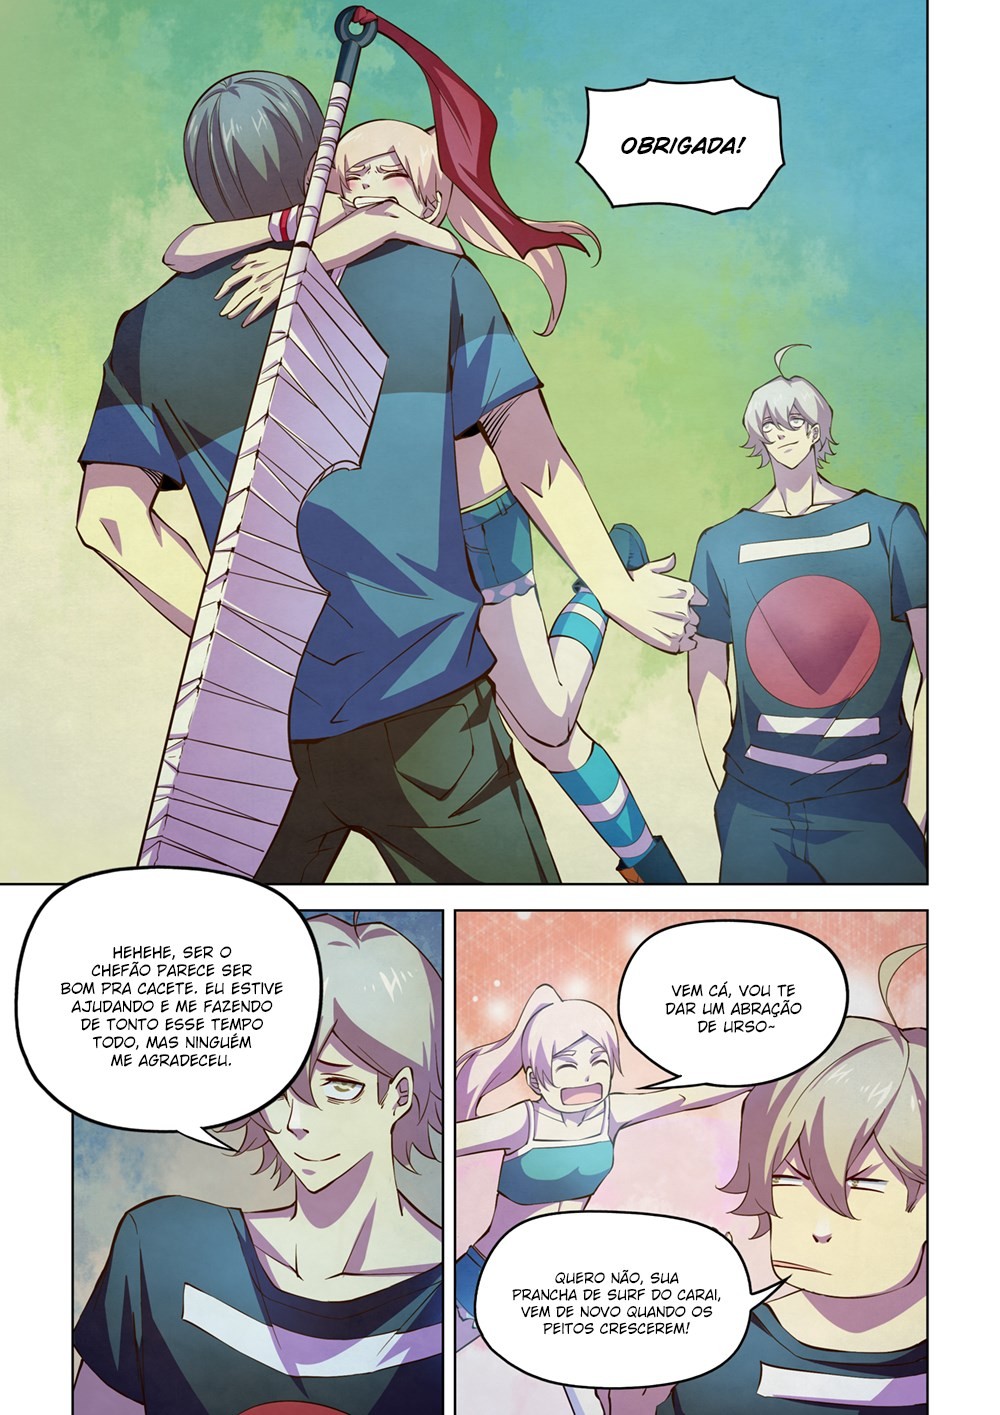 OBRIGADA!
HEHEHE, SER O
CHEFÃO PARECE SER
BOM PRA CACETE. EU ESTIVE
AJUDANDO E ME FAZENDO
DE TONTO ESSE TEMPO
TODO, MAS NINGUÉM
ME AGRADECEU.
VEM CÁ, VOU TE
DAR UM ABRAÇÃO
DE URSO~
QUERO NÃO, SUA
PRANCHA DE SURF DO CARAI,
VEM DE NOVO QUANDO OS
PEITOS CRESCEREM!